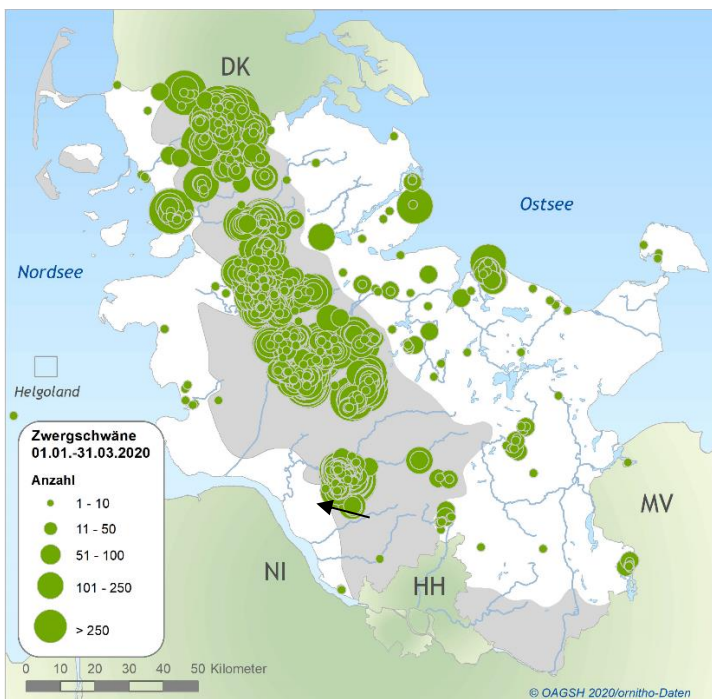 DK
Ostsee
Nordsee
Helgoland
Zwergschwäne
01.01.-31.03.2020
Anzahl
1 - 10
11 - 50
51 - 100
101 - 250
> 250
MV
NI
HH
0 10 20 30 40 50 Kilometer
© OAGSH 2020/ornitho-Daten